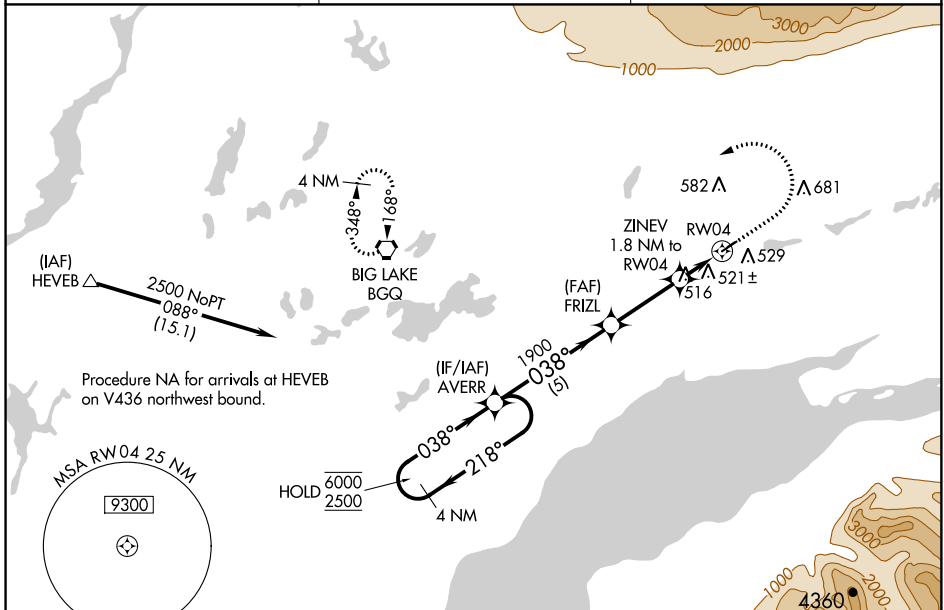 3000
2000
1000
4 NM
348°
168°
BIG LAKE
BGQ
582
681
ZINEV
1.8 NM to
RW04
RW04
529
521±
516
(IAF)
HEVEB
2500 NoPT
088°
(15.1)
(FAF)
FRIZL
1900
038°
(5)
(IF/IAF)
AVERR
Procedure NA for arrivals at HEVEB
on V436 northwest bound.
038°
218°
HOLD
6000
2500
4 NM
MSA RW04 25 NM
9300
3000
1000
2000
4360